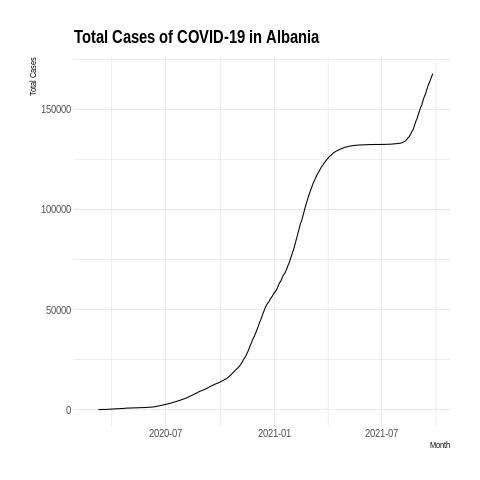 Total Cases of COVID-19 in Albania
Total Cases
150000
100000
50000
0
2020-07
2021-01
2021-07
Month